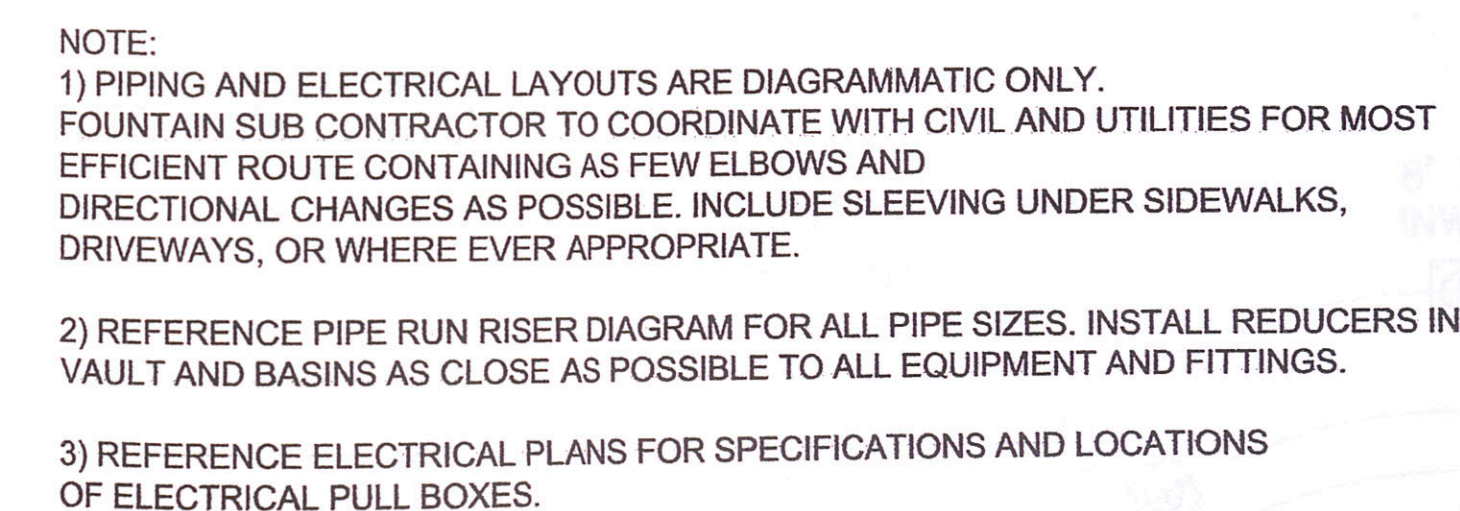 NOTE:
1) PIPING AND ELECTRICAL LAYOUTS ARE DIAGRAMMATIC ONLY.
FOUNTAIN SUB CONTRACTOR TO COORDINATE WITH CIVIL AND UTILITIES FOR MOST
EFFICIENT ROUTE CONTAINING AS FEW ELBOWS AND
DIRECTIONAL CHANGES AS POSSIBLE. INCLUDE SLEEVING UNDER SIDEWALKS,
DRIVEWAYS, OR WHERE EVER APPROPRIATE.
2) REFERENCE PIPE RUN RISER DIAGRAM FOR ALL PIPE SIZES. INSTALL REDUCERS IN
VAULT AND BASINS AS CLOSE AS POSSIBLE TO ALL EQUIPMENT AND FITTINGS.
3) REFERENCE ELECTRICAL PLANS FOR SPECIFICATIONS AND LOCATIONS
OF ELECTRICAL PULL BOXES.